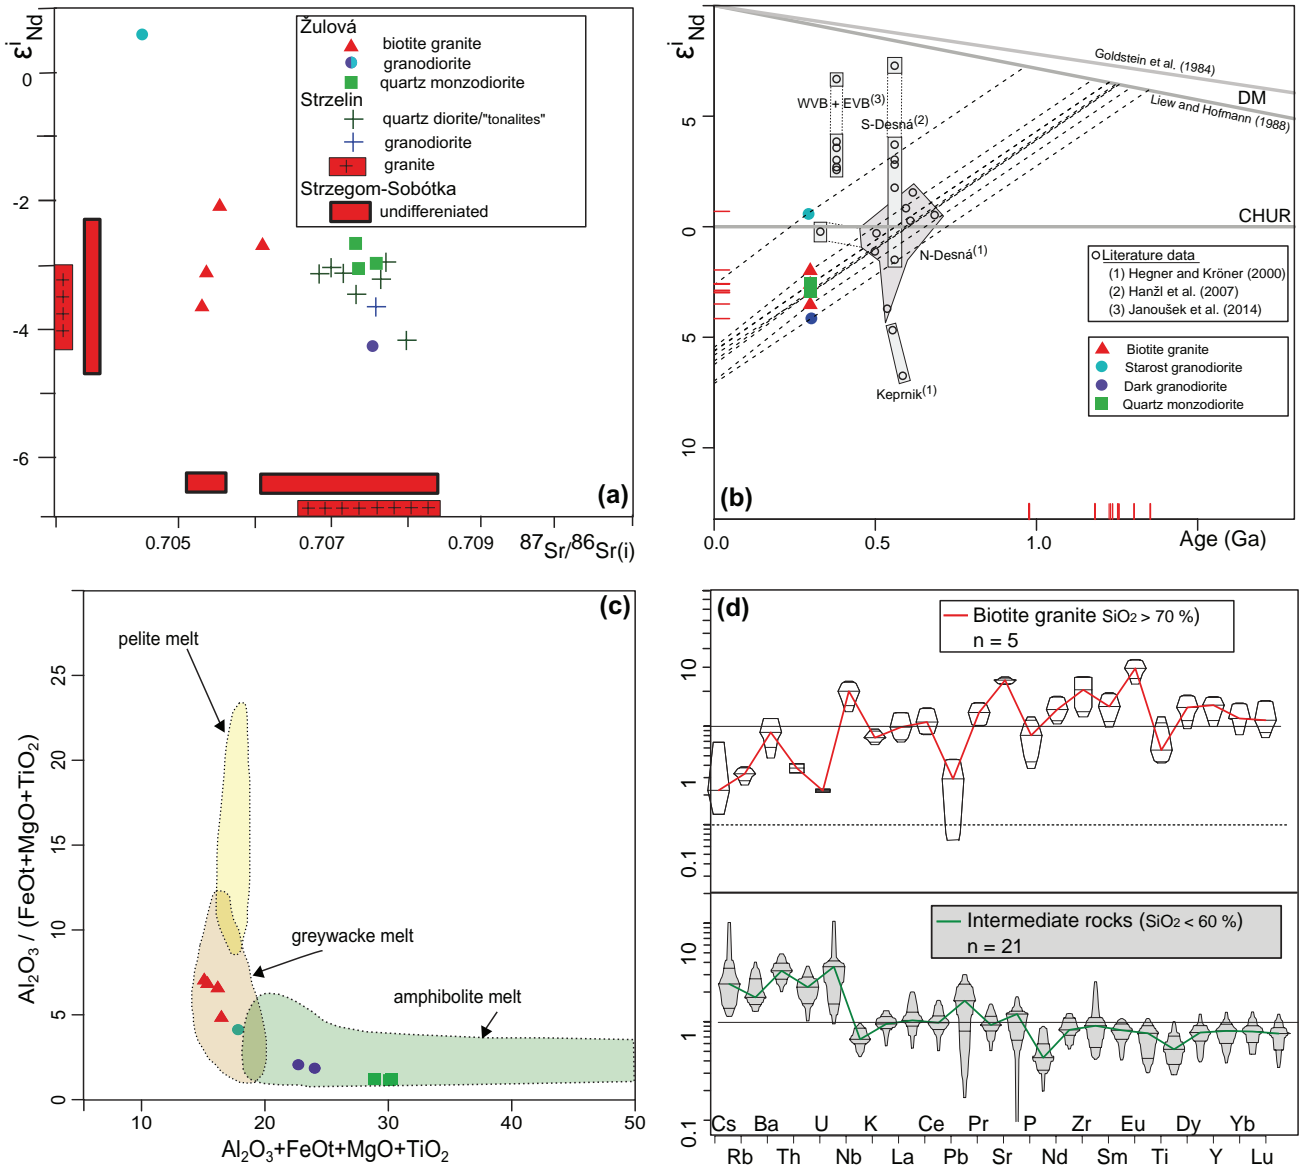 εⁱNd
0
-2
-4
-6
Žulová
biotite granite
granodiorite
quartz monzodiorite
Strzelin
quartz diorite/"tonalites"
granodiorite
granite
Strzegom-Sobótka
undiffereniated
(a)
0.705
0.707
0.709
⁸⁷Sr/⁸⁶Sr(i)
εⁱNd
5
0
5
10
Goldstein et al. (1984)
DM
Liew and Hofmann (1988)
WVB + EVB(3)
S-Desná(2)
CHUR
N-Desná(1)
Keprnik(1)
Literature data
(1) Hegner and Kröner (2000)
(2) Hanžl et al. (2007)
(3) Janoušek et al. (2014)
Biotite granite
Starost granodiorite
Dark granodiorite
Quartz monzodiorite
(b)
0.0
0.5
1.0
Age (Ga)
(c)
Al₂O₃ / (FeOt+MgO+TiO₂)
25
20
15
10
5
0
pelite melt
greywacke melt
amphibolite melt
10
20
30
40
50
Al₂O₃+FeOt+MgO+TiO₂
(d)
Biotite granite SiO₂ > 70 %)
n = 5
10
1
0.1
Intermediate rocks (SiO₂ < 60 %)
n = 21
10
1
0.1
Cs Ba U K Ce Pr P Zr Eu Dy Yb
Rb Th Nb La Pb Sr Nd Sm Ti Y Lu